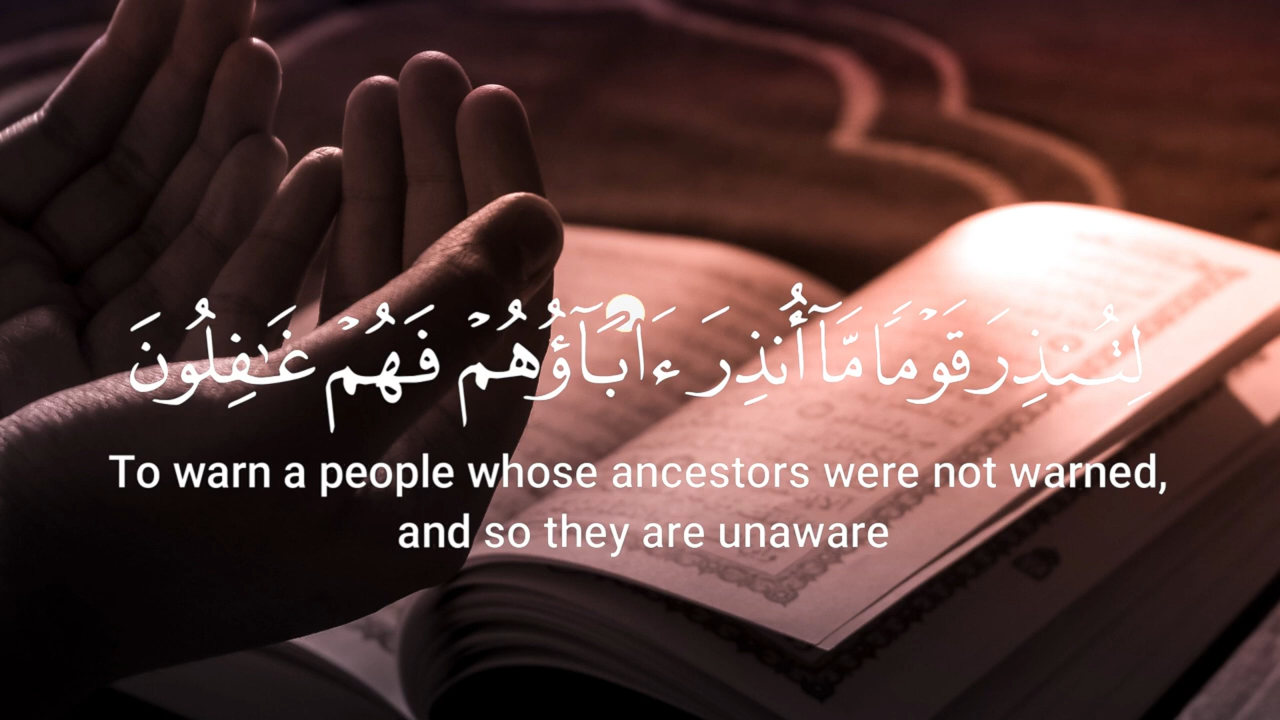 لِتُنذِرَ قَوْمًا مَّآ أُنذِرَ ءَابَآؤُهُمْ فَهُمْ غَـٰفِلُونَ
To warn a people whose ancestors were not warned,
and so they are unaware